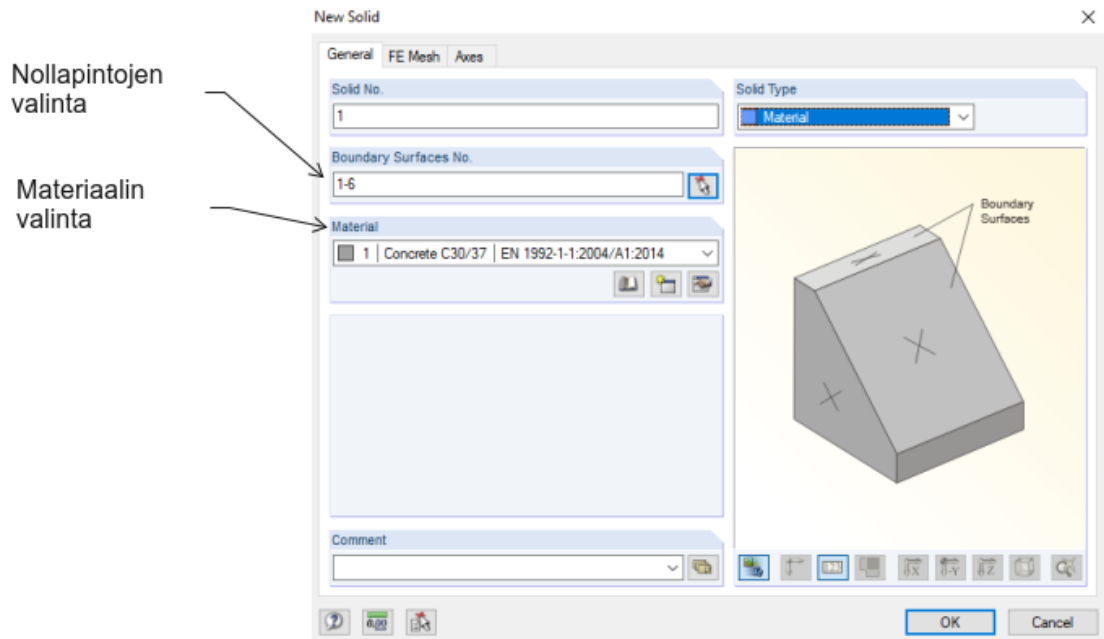 New Solid
Nollapintojen
valinta
Materiaalin
valinta
General FE Mesh Axes
Solid No.
1
Boundary Surfaces No.
1-6
Material
1 Concrete C30/37 EN 1992-1-1:2004/A1:2014
Comment
Solid Type
Material
Boundary
Surfaces
OK Cancel